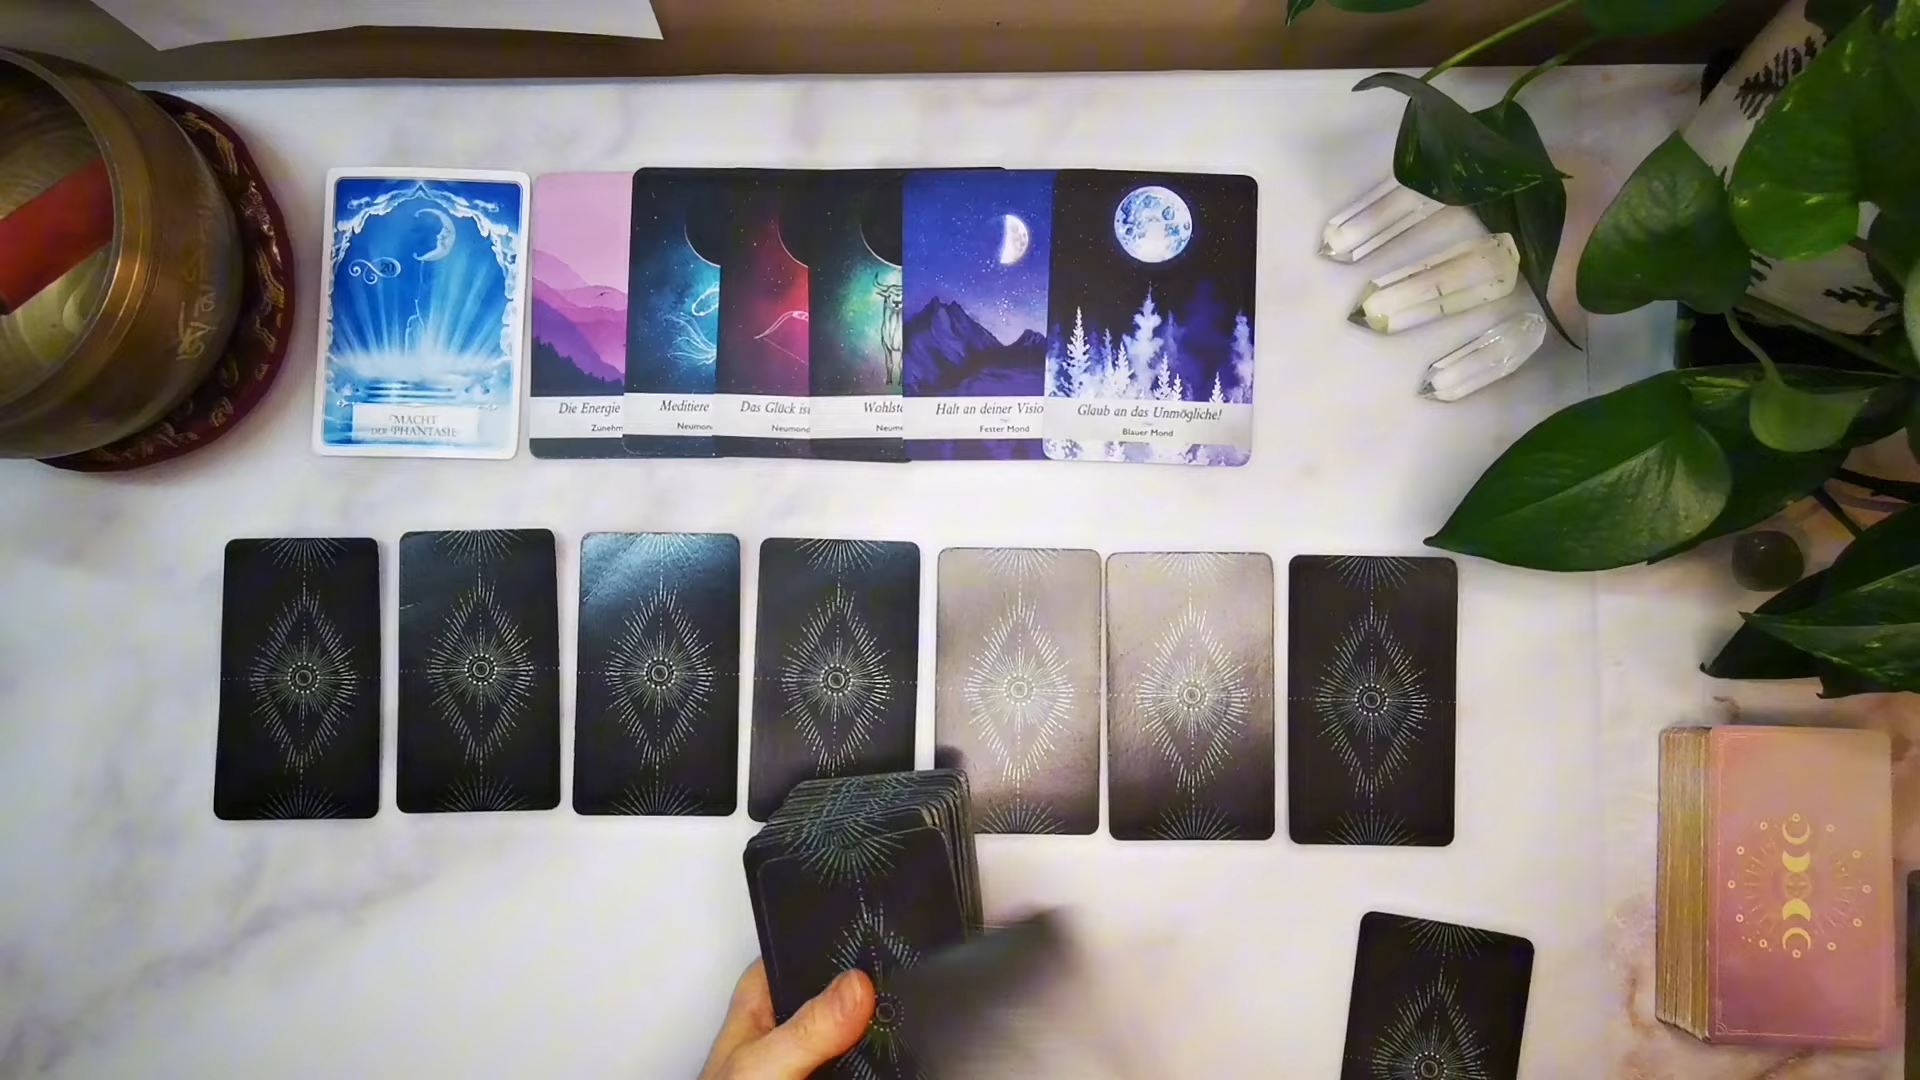 20
MACHT
DER PHANTASIE
Die Energie
Zunehm
Meditiere
Neumon
Das Glück ist
Neumon
Wohlst
Neum
Halt an deiner Visio
Fester Mond
Glaub an das Unmögliche!
Blauer Mond